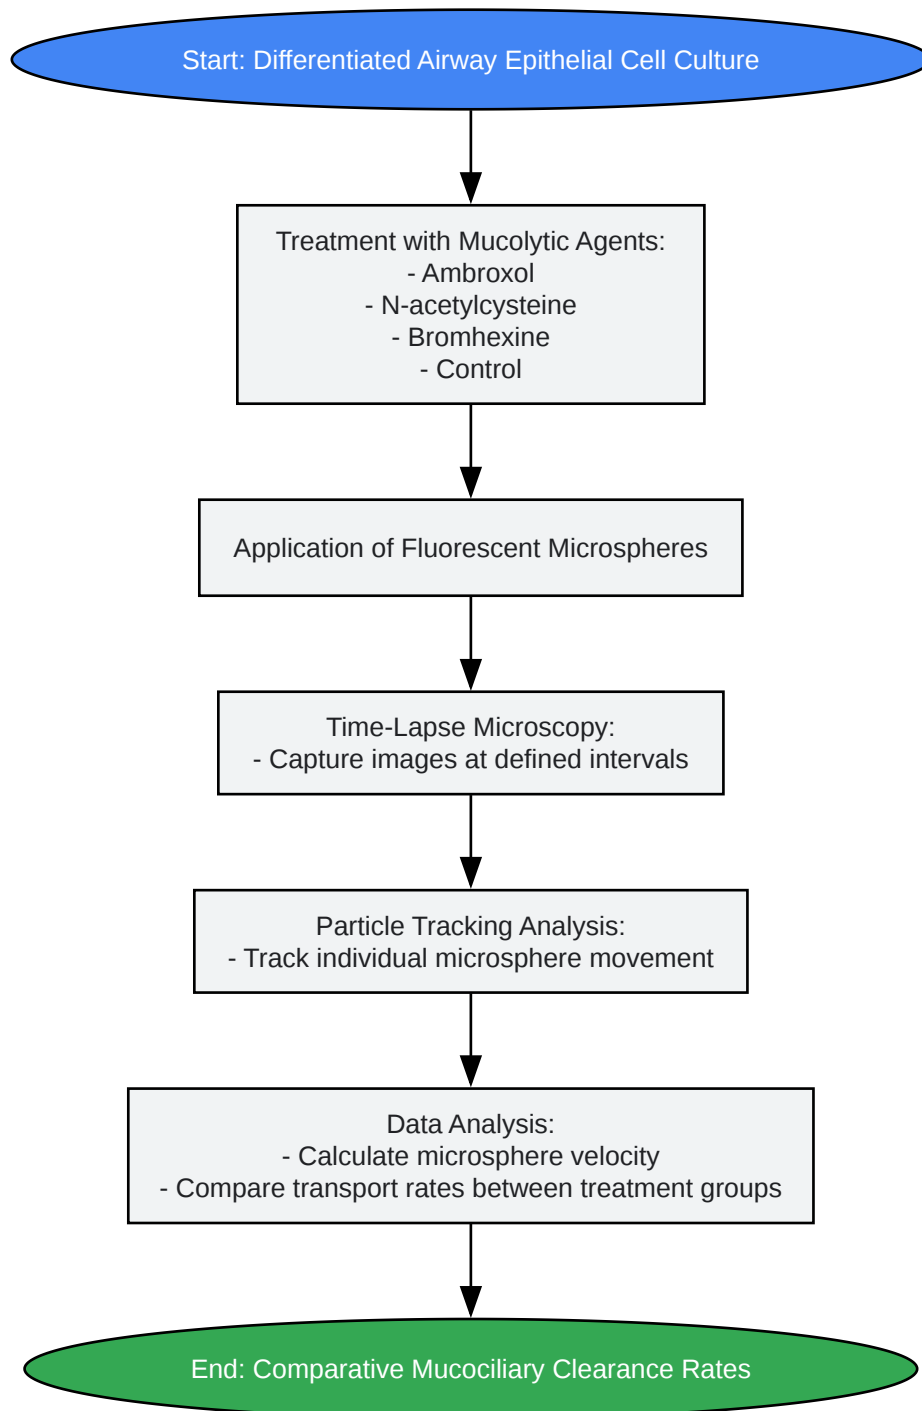 Start: Differentiated Airway Epithelial Cell Culture
Treatment with Mucolytic Agents:
- Ambroxol
- N-acetylcysteine
- Bromhexine
- Control
Application of Fluorescent Microspheres
Time-Lapse Microscopy:
- Capture images at defined intervals
Particle Tracking Analysis:
- Track individual microsphere movement
Data Analysis:
- Calculate microsphere velocity
- Compare transport rates between treatment groups
End: Comparative Mucociliary Clearance Rates